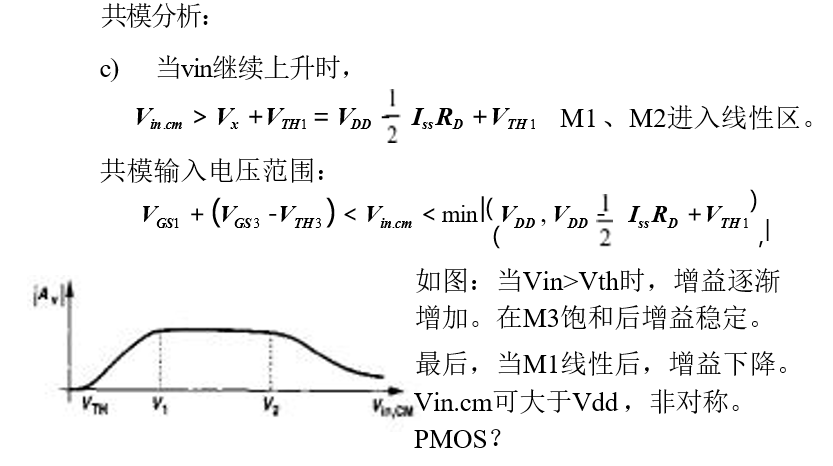 共模分析：
c) 当vin继续上升时，
V_{in.cm} > V_x + V_{TH1} = V_{DD} - \frac{1}{2} I_{ss}R_D + V_{TH1} M1、M2进入线性区。
共模输入电压范围：
V_{GS1} + (V_{GS3} - V_{TH3}) < V_{in.cm} < min( V_{DD} , V_{DD} - \frac{1}{2} I_{ss}R_D + V_{TH1} )
|A_v|
V_{TH} V_1 V_2 V_{in,CM}
如图：当Vin>Vth时，增益逐渐
增加。在M3饱和后增益稳定。
最后，当M1线性后，增益下降。
Vin.cm可大于Vdd，非对称。
PMOS？